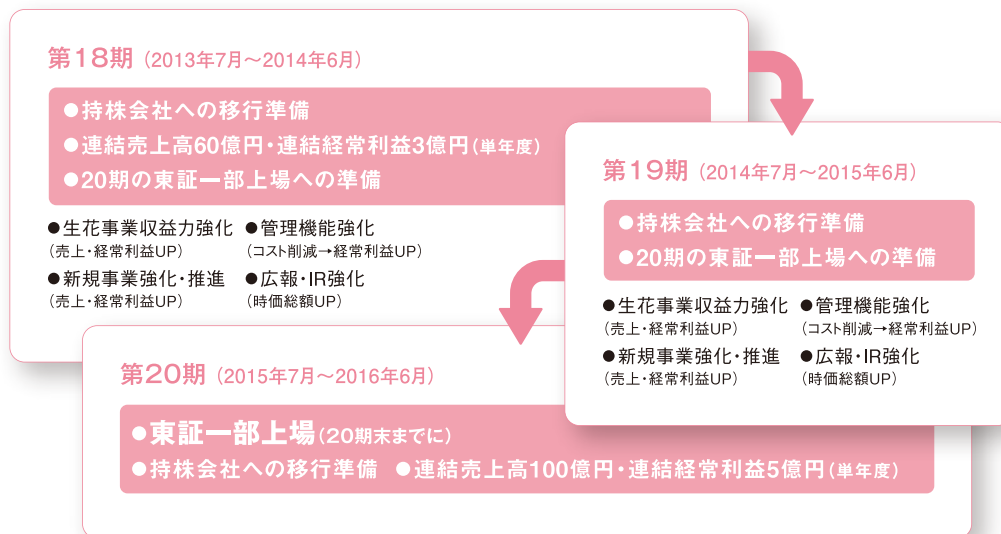 第18期（2013年7月～2014年6月）
●持株会社への移行準備
●連結売上高60億円・連結経常利益3億円（単年度）
●20期の東証一部上場への準備
●生花事業収益力強化 ●管理機能強化
（売上・経常利益UP） （コスト削減→経常利益UP）
●新規事業強化・推進 ●広報・IR強化
（売上・経常利益UP） （時価総額UP）
第19期（2014年7月～2015年6月）
●持株会社への移行準備
●20期の東証一部上場への準備
●生花事業収益力強化 ●管理機能強化
（売上・経常利益UP） （コスト削減→経常利益UP）
●新規事業強化・推進 ●広報・IR強化
（売上・経常利益UP） （時価総額UP）
第20期（2015年7月～2016年6月）
●東証一部上場（20期末までに）
●持株会社への移行準備 ●連結売上高100億円・連結経常利益5億円（単年度）